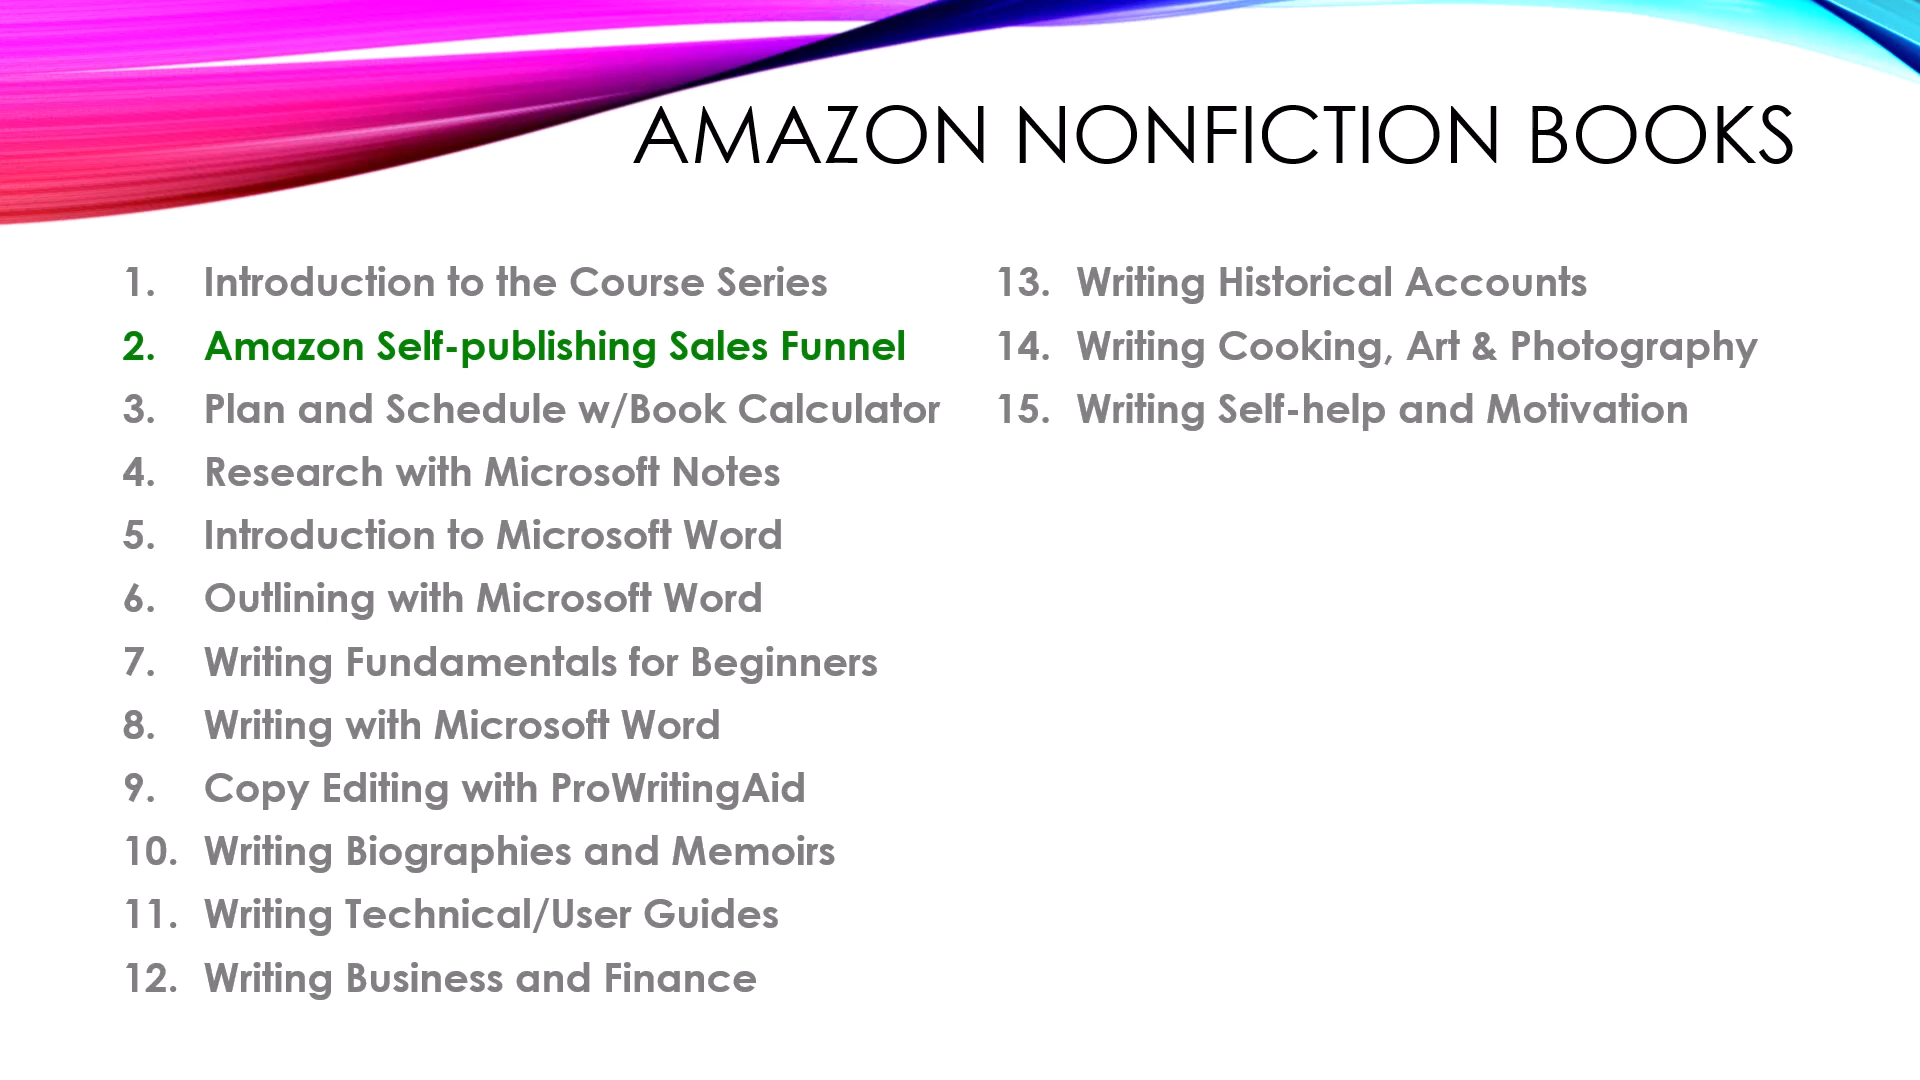 AMAZON NONFICTION BOOKS
1. Introduction to the Course Series
2. Amazon Self-publishing Sales Funnel
3. Plan and Schedule w/Book Calculator
4. Research with Microsoft Notes
5. Introduction to Microsoft Word
6. Outlining with Microsoft Word
7. Writing Fundamentals for Beginners
8. Writing with Microsoft Word
9. Copy Editing with ProWritingAid
10. Writing Biographies and Memoirs
11. Writing Technical/User Guides
12. Writing Business and Finance
13. Writing Historical Accounts
14. Writing Cooking, Art & Photography
15. Writing Self-help and Motivation